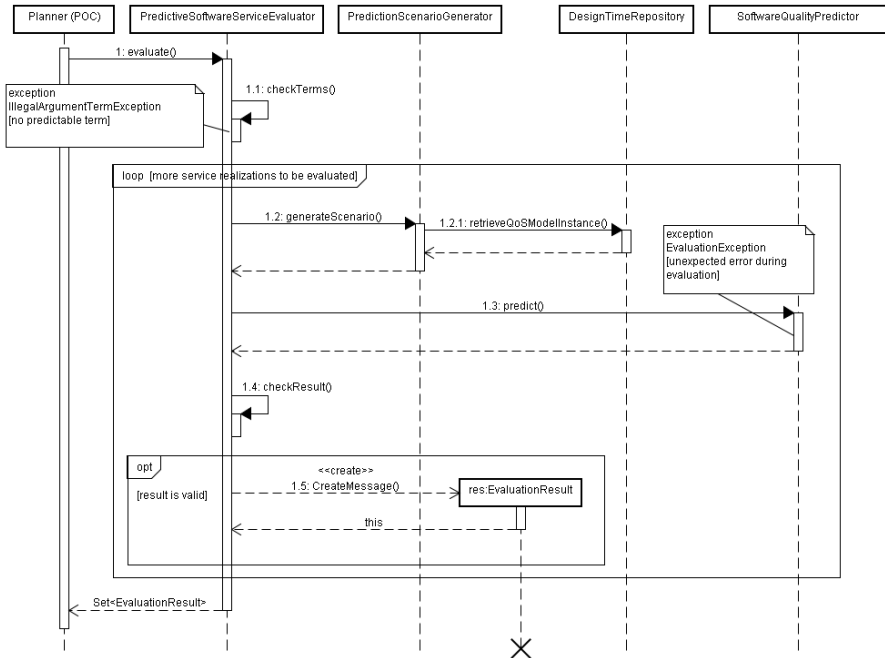 Planner (POC)
PredictiveSoftwareServiceEvaluator
PredictionScenarioGenerator
DesignTimeRepository
SoftwareQualityPredictor
1: evaluate()
1.1: checkTerms()
exception
IllegalArgumentTermException
[no predictable term]
loop [more service realizations to be evaluated]
1.2: generateScenario()
1.2.1: retrieveQoSModelInstance()
exception
EvaluationException
[unexpected error during
evaluation]
1.3: predict()
1.4: checkResult()
opt
<<create>>
1.5: CreateMessage()
res:EvaluationResult
[result is valid]
this
Set<EvaluationResult>